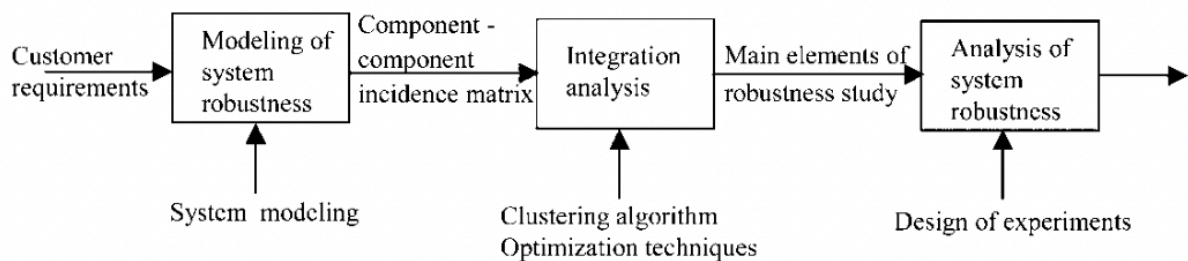 Customer
requirements
Modeling of
system
robustness
Component -
component
incidence matrix
Integration
analysis
Main elements of
robustness study
Analysis of
system
robustness
System modeling
Clustering algorithm
Optimization techniques
Design of experiments